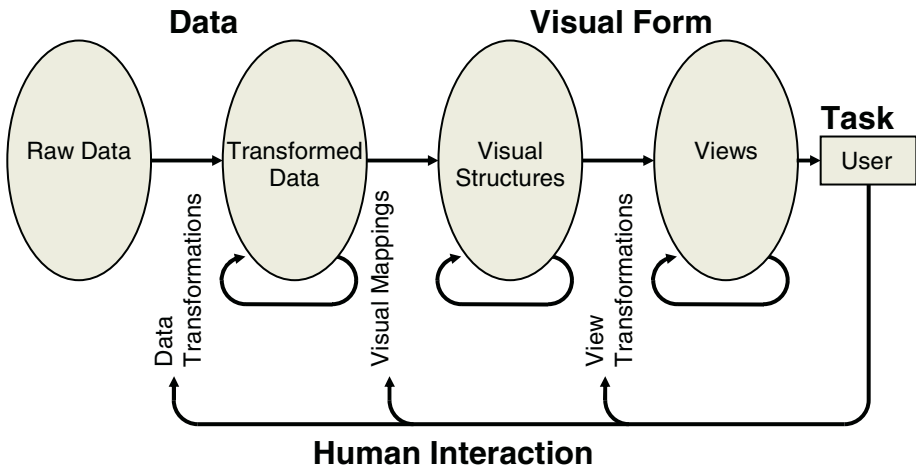 Data
Visual Form
Task
Raw Data
Transformed
Data
Visual
Structures
Views
User
Data
Transformations
Visual Mappings
View
Transformations
Human Interaction